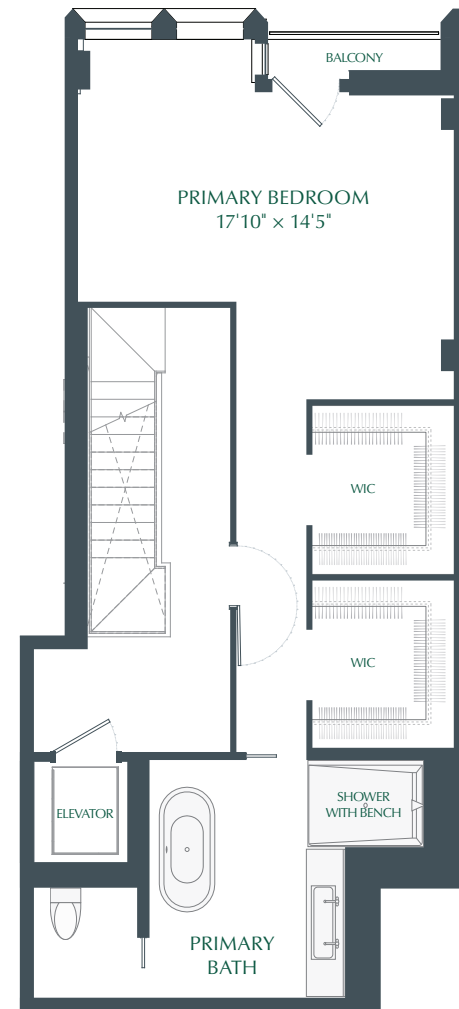 BALCONY
PRIMARY BEDROOM
17'10" × 14'5"
WIC
WIC
ELEVATOR
SHOWER
WITH BENCH
PRIMARY
BATH